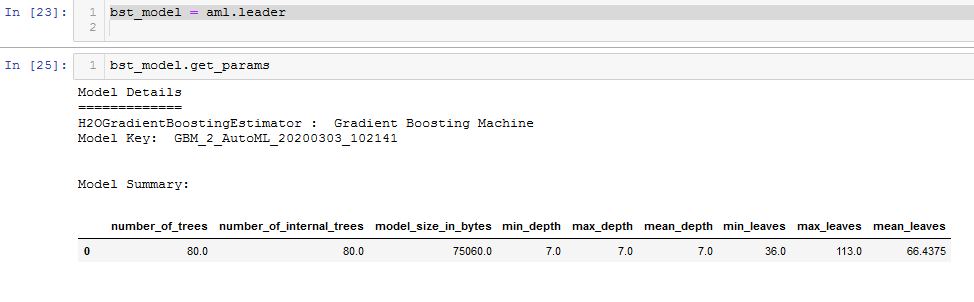 In [23]: 1 bst_model = aml.leader
2
In [25]: 1 bst_model.get_params
Model Details
=============
H2OGradientBoostingEstimator :  Gradient Boosting Machine
Model Key:  GBM_2_AutoML_20200303_102141
Model Summary:
number_of_trees number_of_internal_trees model_size_in_bytes min_depth max_depth mean_depth min_leaves max_leaves mean_leaves
0 80.0 80.0 75060.0 7.0 7.0 7.0 36.0 113.0 66.4375